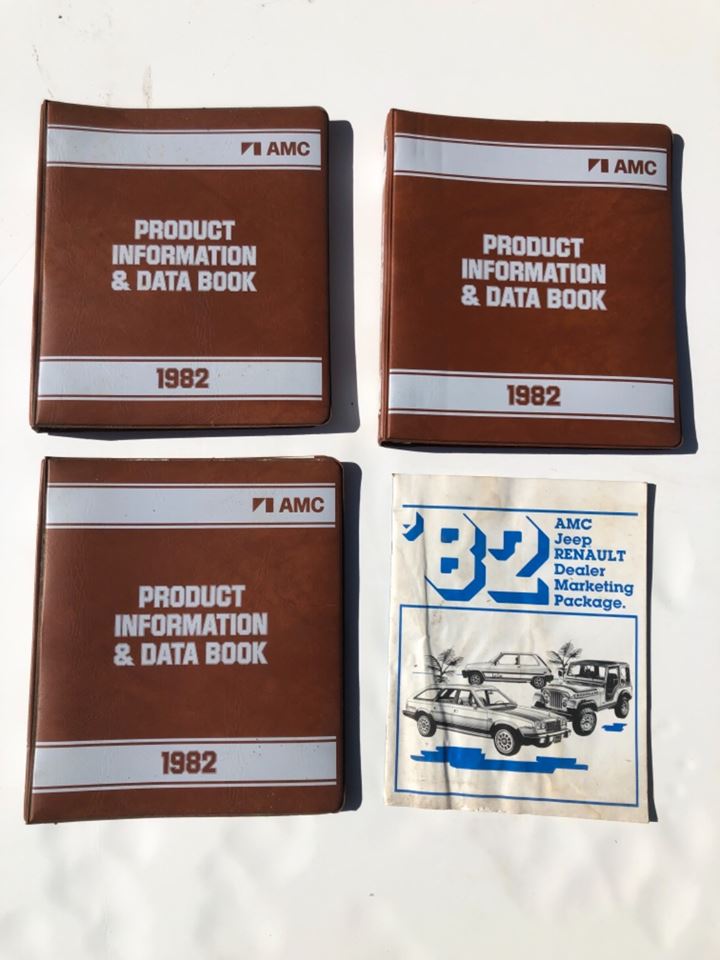 AMC
PRODUCT
INFORMATION
& DATA BOOK
1982
AMC
PRODUCT
INFORMATION
& DATA BOOK
1982
AMC
PRODUCT
INFORMATION
& DATA BOOK
1982
'82
AMC
Jeep
RENAULT
Dealer
Marketing
Package.